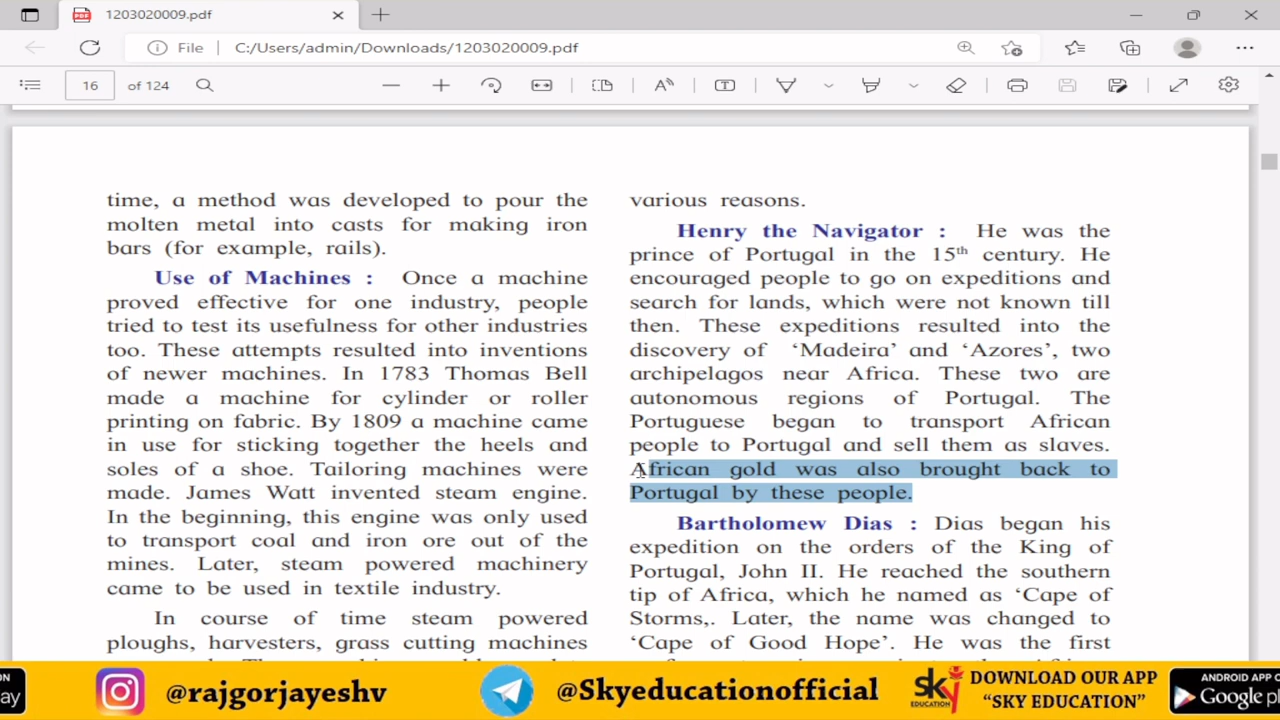 1203020009.pdf
File
C:/Users/admin/Downloads/1203020009.pdf
16 of 124
time, a method was developed to pour the
molten metal into casts for making iron
bars (for example, rails).
Use of Machines : Once a machine
proved effective for one industry, people
tried to test its usefulness for other industries
too. These attempts resulted into inventions
of newer machines. In 1783 Thomas Bell
made a machine for cylinder or roller
printing on fabric. By 1809 a machine came
in use for sticking together the heels and
soles of a shoe. Tailoring machines were
made. James Watt invented steam engine.
In the beginning, this engine was only used
to transport coal and iron ore out of the
mines. Later, steam powered machinery
came to be used in textile industry.
In course of time steam powered
ploughs, harvesters, grass cutting machines
various reasons.
Henry the Navigator : He was the
prince of Portugal in the 15th century. He
encouraged people to go on expeditions and
search for lands, which were not known till
then. These expeditions resulted into the
discovery of ‘Madeira’ and ‘Azores’, two
archipelagos near Africa. These two are
autonomous regions of Portugal. The
Portuguese began to transport African
people to Portugal and sell them as slaves.
African gold was also brought back to
Portugal by these people.
Bartholomew Dias : Dias began his
expedition on the orders of the King of
Portugal, John II. He reached the southern
tip of Africa, which he named as ‘Cape of
Storms,. Later, the name was changed to
‘Cape of Good Hope’. He was the first
ON
ay
@rajgorjayeshv
@Skyeducationofficial
sky
EDUCATION
DOWNLOAD OUR APP
“SKY EDUCATION”
ANDROID APP O
Google pl